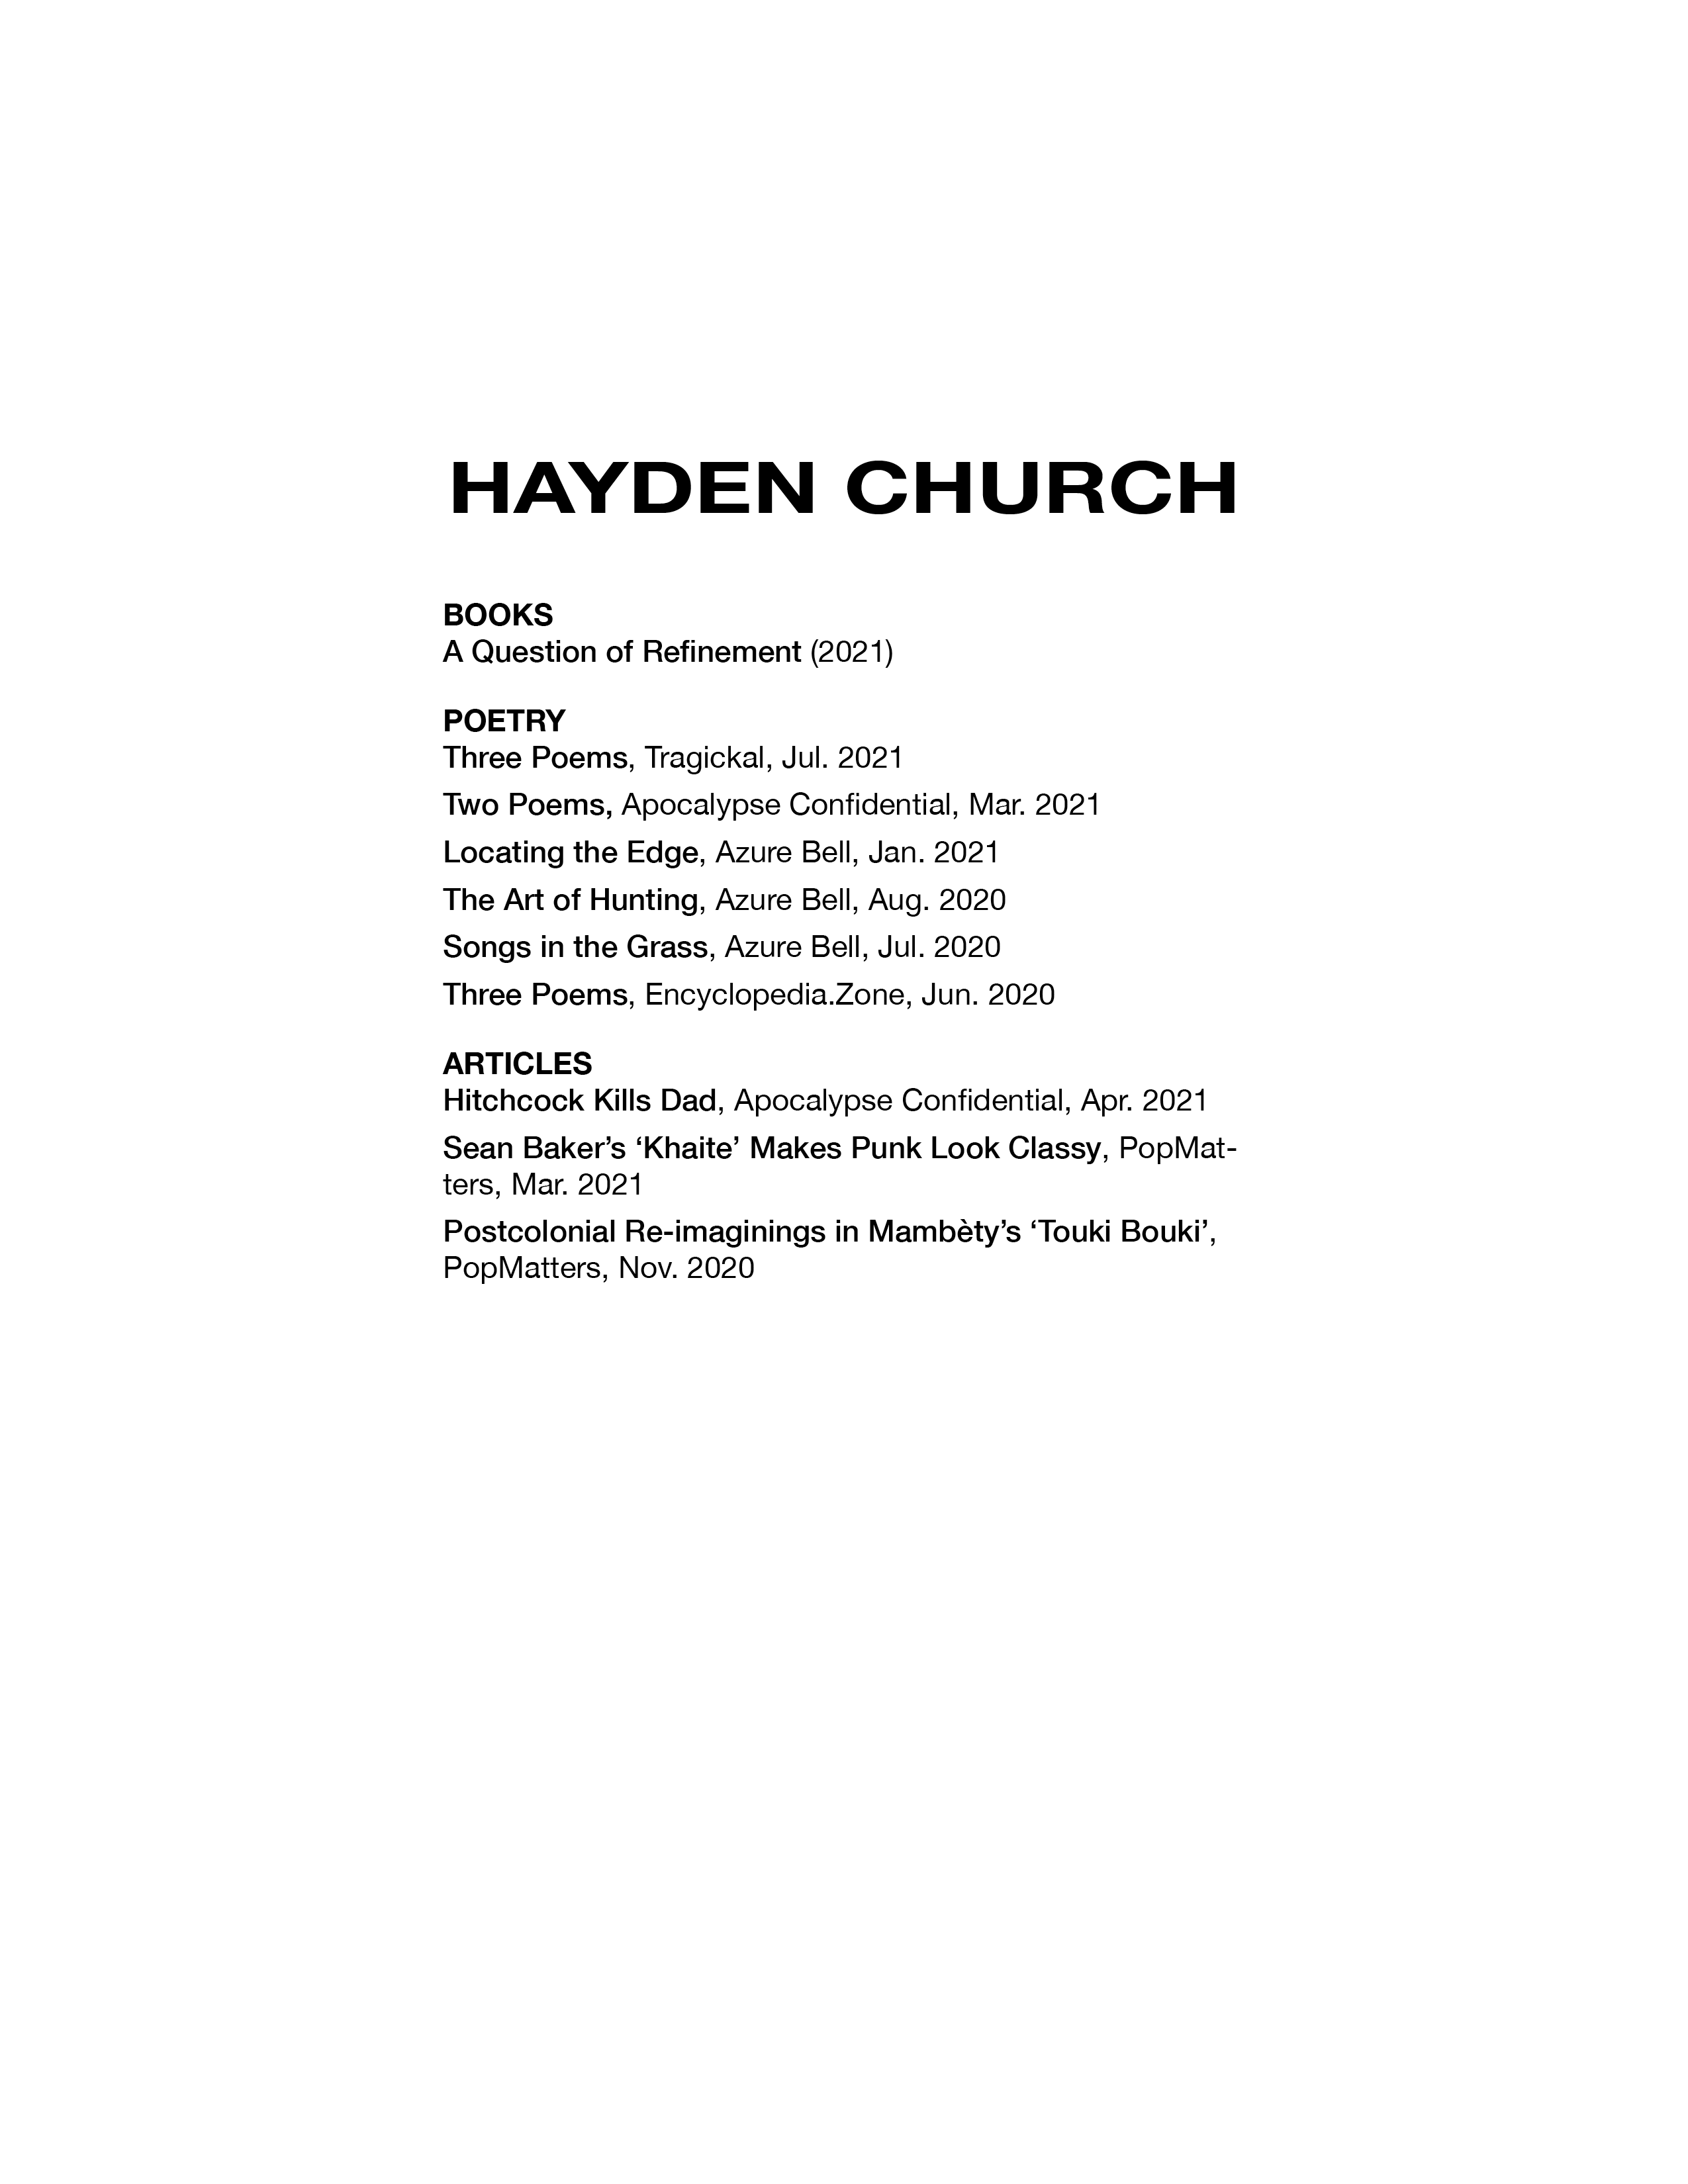 HAYDEN CHURCH
BOOKS
A Question of Refinement (2021)
POETRY
Three Poems, Tragickal, Jul. 2021
Two Poems, Apocalypse Confidential, Mar. 2021
Locating the Edge, Azure Bell, Jan. 2021
The Art of Hunting, Azure Bell, Aug. 2020
Songs in the Grass, Azure Bell, Jul. 2020
Three Poems, Encyclopedia.Zone, Jun. 2020
ARTICLES
Hitchcock Kills Dad, Apocalypse Confidential, Apr. 2021
Sean Baker’s ‘Khaite’ Makes Punk Look Classy, PopMat-
ters, Mar. 2021
Postcolonial Re-imaginings in Mambèty’s ‘Touki Bouki’,
PopMatters, Nov. 2020